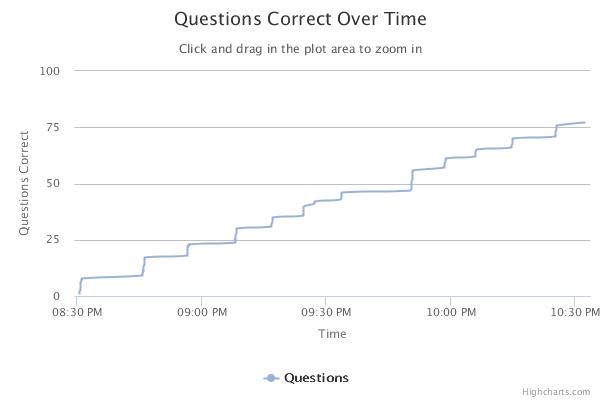 Questions Correct Over Time
Click and drag in the plot area to zoom in
Questions Correct
100
75
50
25
0
08:30 PM 09:00 PM 09:30 PM 10:00 PM 10:30 PM
Time
Questions
Highcharts.com